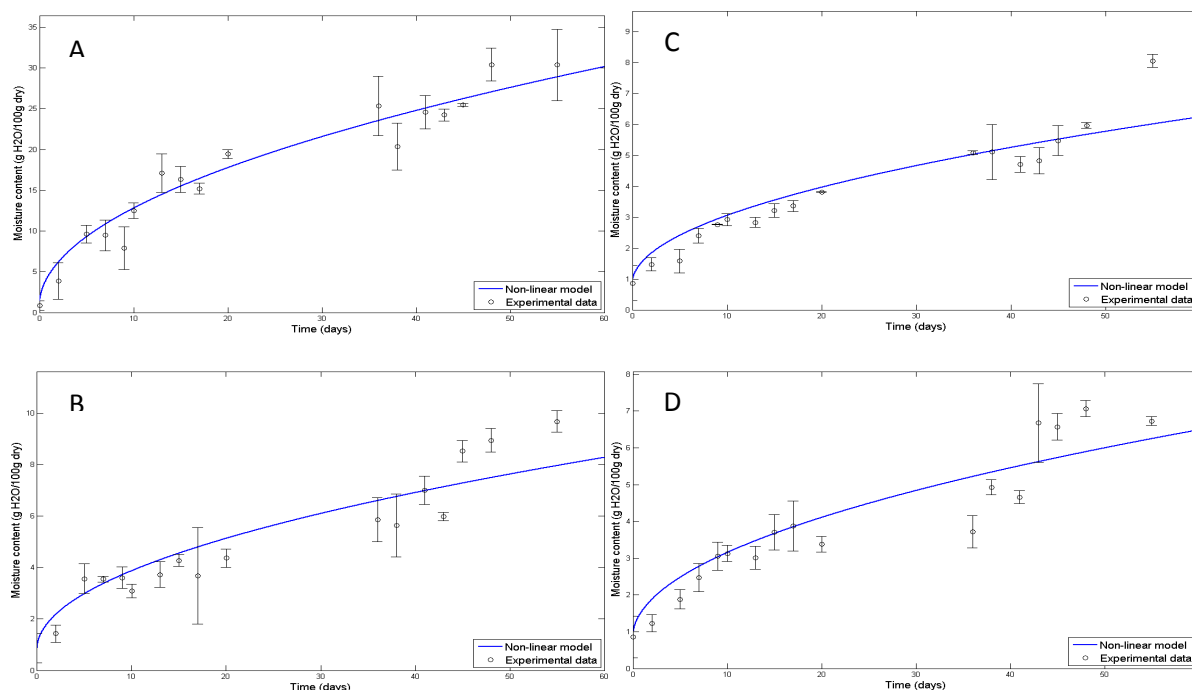 A
35
30
25
20
15
10
5
0
Moisture content (g H2O/100g dry)
0 10 20 30 40 50 60
Time (days)
Non-linear model
Experimental data
C
9
8
7
6
5
4
3
2
1
0
Moisture content (g H2O/100g dry)
0 10 20 30 40 50
Time (days)
Non-linear model
Experimental data
B
10
8
6
4
2
0
Moisture content (g H2O/100g dry)
0 10 20 30 40 50 60
Time (days)
Non-linear model
Experimental data
D
8
7
6
5
4
3
2
1
0
Moisture content (g H2O/100g dry)
0 10 20 30 40 50
Time (days)
Non-linear model
Experimental data